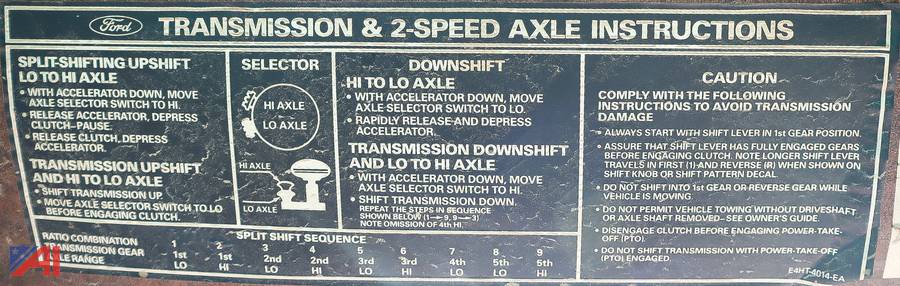 Ford
TRANSMISSION & 2-SPEED AXLE INSTRUCTIONS
SPLIT-SHIFTING UPSHIFT
LO TO HI AXLE
• WITH ACCELERATOR DOWN, MOVE
AXLE SELECTOR SWITCH TO HI.
• RELEASE ACCELERATOR, DEPRESS
CLUTCH-PAUSE.
• RELEASE CLUTCH, DEPRESS
ACCELERATOR.
TRANSMISSION UPSHIFT
AND HI TO LO AXLE
• SHIFT TRANSMISSION UP.
• MOVE AXLE SELECTOR SWITCH TO LO
BEFORE ENGAGING CLUTCH.
SELECTOR
HI AXLE
LO AXLE
HI AXLE
LO AXLE
DOWNSHIFT
HI TO LO AXLE
• WITH ACCELERATOR DOWN, MOVE
AXLE SELECTOR SWITCH TO LO.
• RAPIDLY RELEASE AND DEPRESS
ACCELERATOR.
TRANSMISSION DOWNSHIFT
AND LO TO HI AXLE
• WITH ACCELERATOR DOWN, MOVE
AXLE SELECTOR SWITCH TO HI.
• SHIFT TRANSMISSION DOWN.
REPEAT THE STEPS IN SEQUENCE
SHOWN BELOW (1→9, 9→3)
NOTE OMISSION OF 4th HI.
SPLIT SHIFT SEQUENCE
RATIO COMBINATION 1 2 3 4 5 6 7 8 9
TRANSMISSION GEAR 1st 1st 2nd 2nd 3rd 3rd 4th 5th 5th
RANGE LO HI LO HI LO HI LO LO HI
CAUTION
COMPLY WITH THE FOLLOWING
INSTRUCTIONS TO AVOID TRANSMISSION
DAMAGE
• ALWAYS START WITH SHIFT LEVER IN 1st GEAR POSITION.
• ASSURE THAT SHIFT LEVER HAS FULLY ENGAGED GEARS
BEFORE ENGAGING CLUTCH. NOTE LONGER SHIFT LEVER
TRAVELS IN FIRST (1) AND REVERSE (R) WHEN SHOWN ON
SHIFT KNOB OR SHIFT PATTERN DECAL.
• DO NOT SHIFT INTO 1st GEAR OR REVERSE GEAR WHILE
VEHICLE IS MOVING.
• DO NOT PERMIT VEHICLE TOWING WITHOUT DRIVESHAFT
OR AXLE SHAFT REMOVED-SEE OWNER'S GUIDE.
• DISENGAGE CLUTCH BEFORE ENGAGING POWER-TAKE-
OFF (PTO).
• DO NOT SHIFT TRANSMISSION WITH POWER-TAKE-OFF
(PTO) ENGAGED.
E4HT-4014-EA
AI